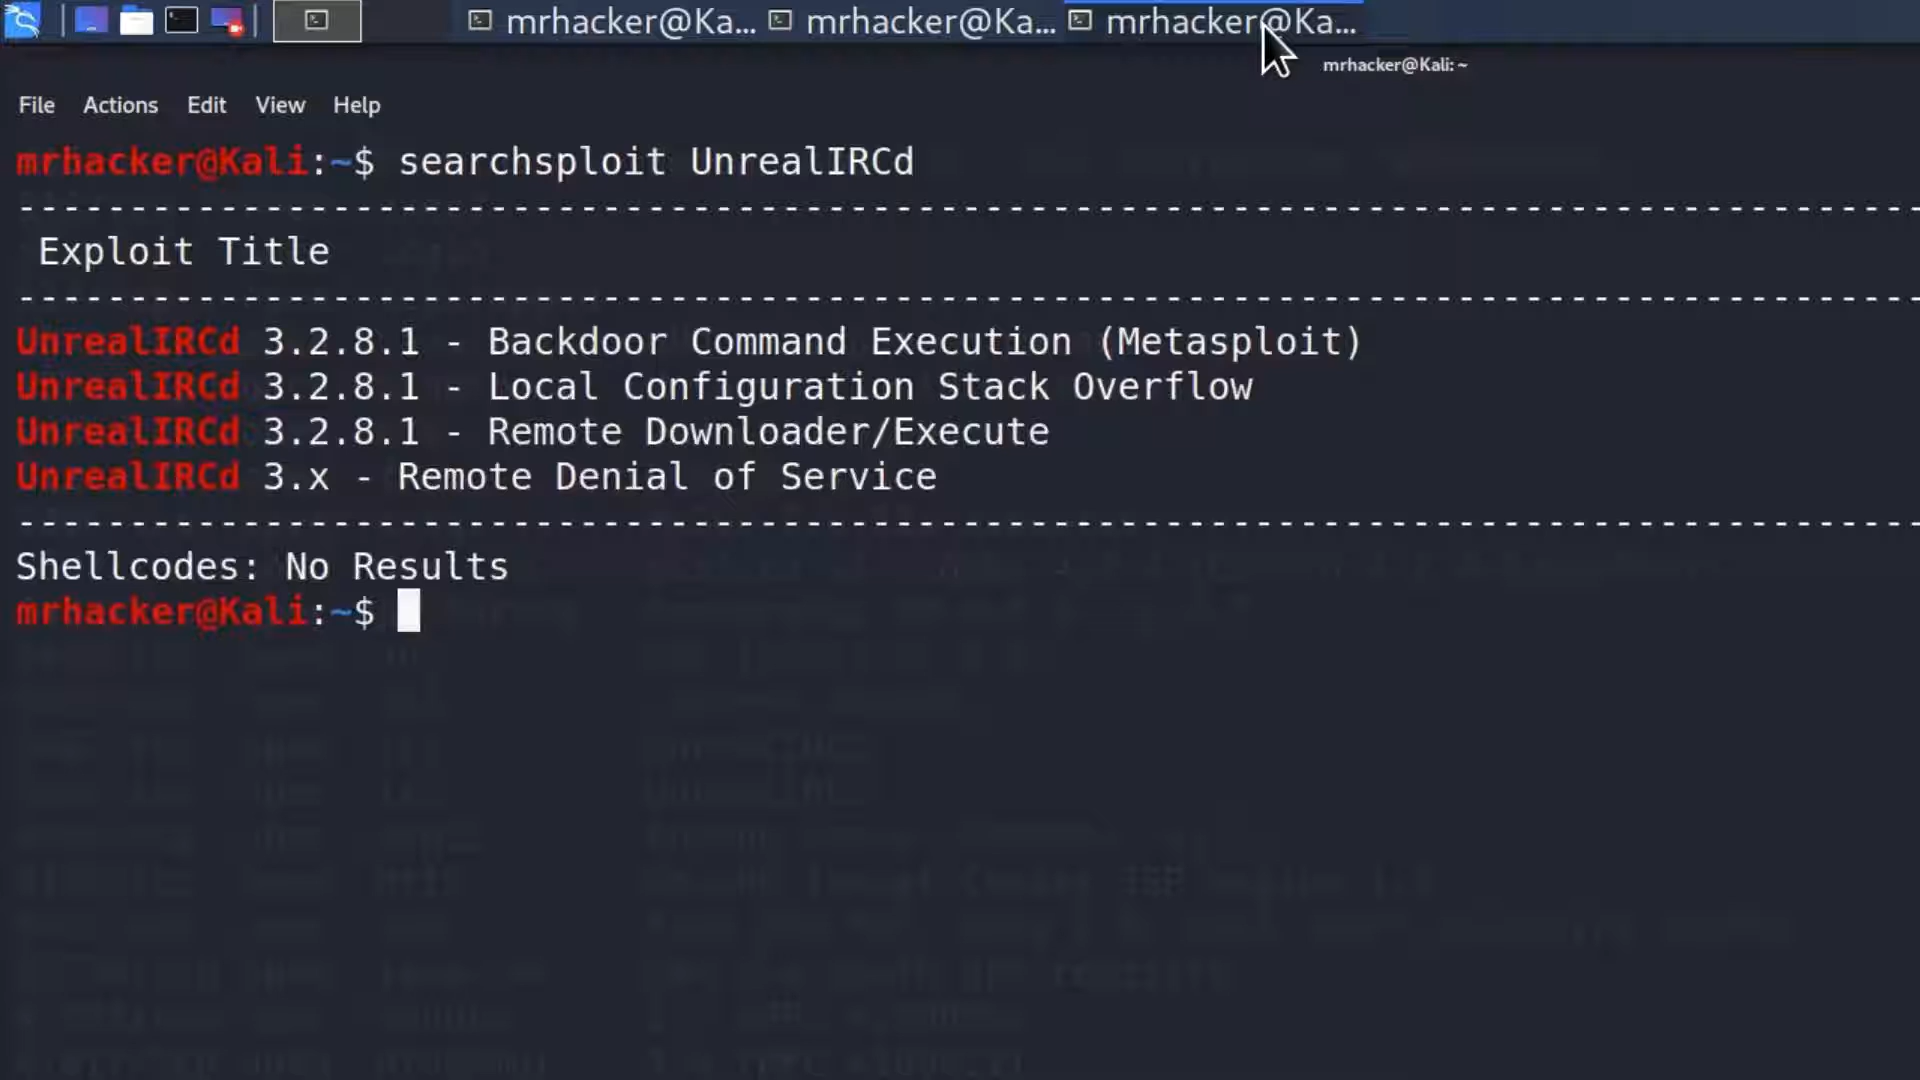 mrhacker@Ka... mrhacker@Ka... mrhacker@Ka...
mrhacker@Kali: ~
File Actions Edit View Help
mrhacker@Kali:~$ searchsploit UnrealIRCd
---------------------------------------------------------------------------------------
Exploit Title
---------------------------------------------------------------------------------------
UnrealIRCd 3.2.8.1 - Backdoor Command Execution (Metasploit)
UnrealIRCd 3.2.8.1 - Local Configuration Stack Overflow
UnrealIRCd 3.2.8.1 - Remote Downloader/Execute
UnrealIRCd 3.x - Remote Denial of Service
---------------------------------------------------------------------------------------
Shellcodes: No Results
mrhacker@Kali:~$